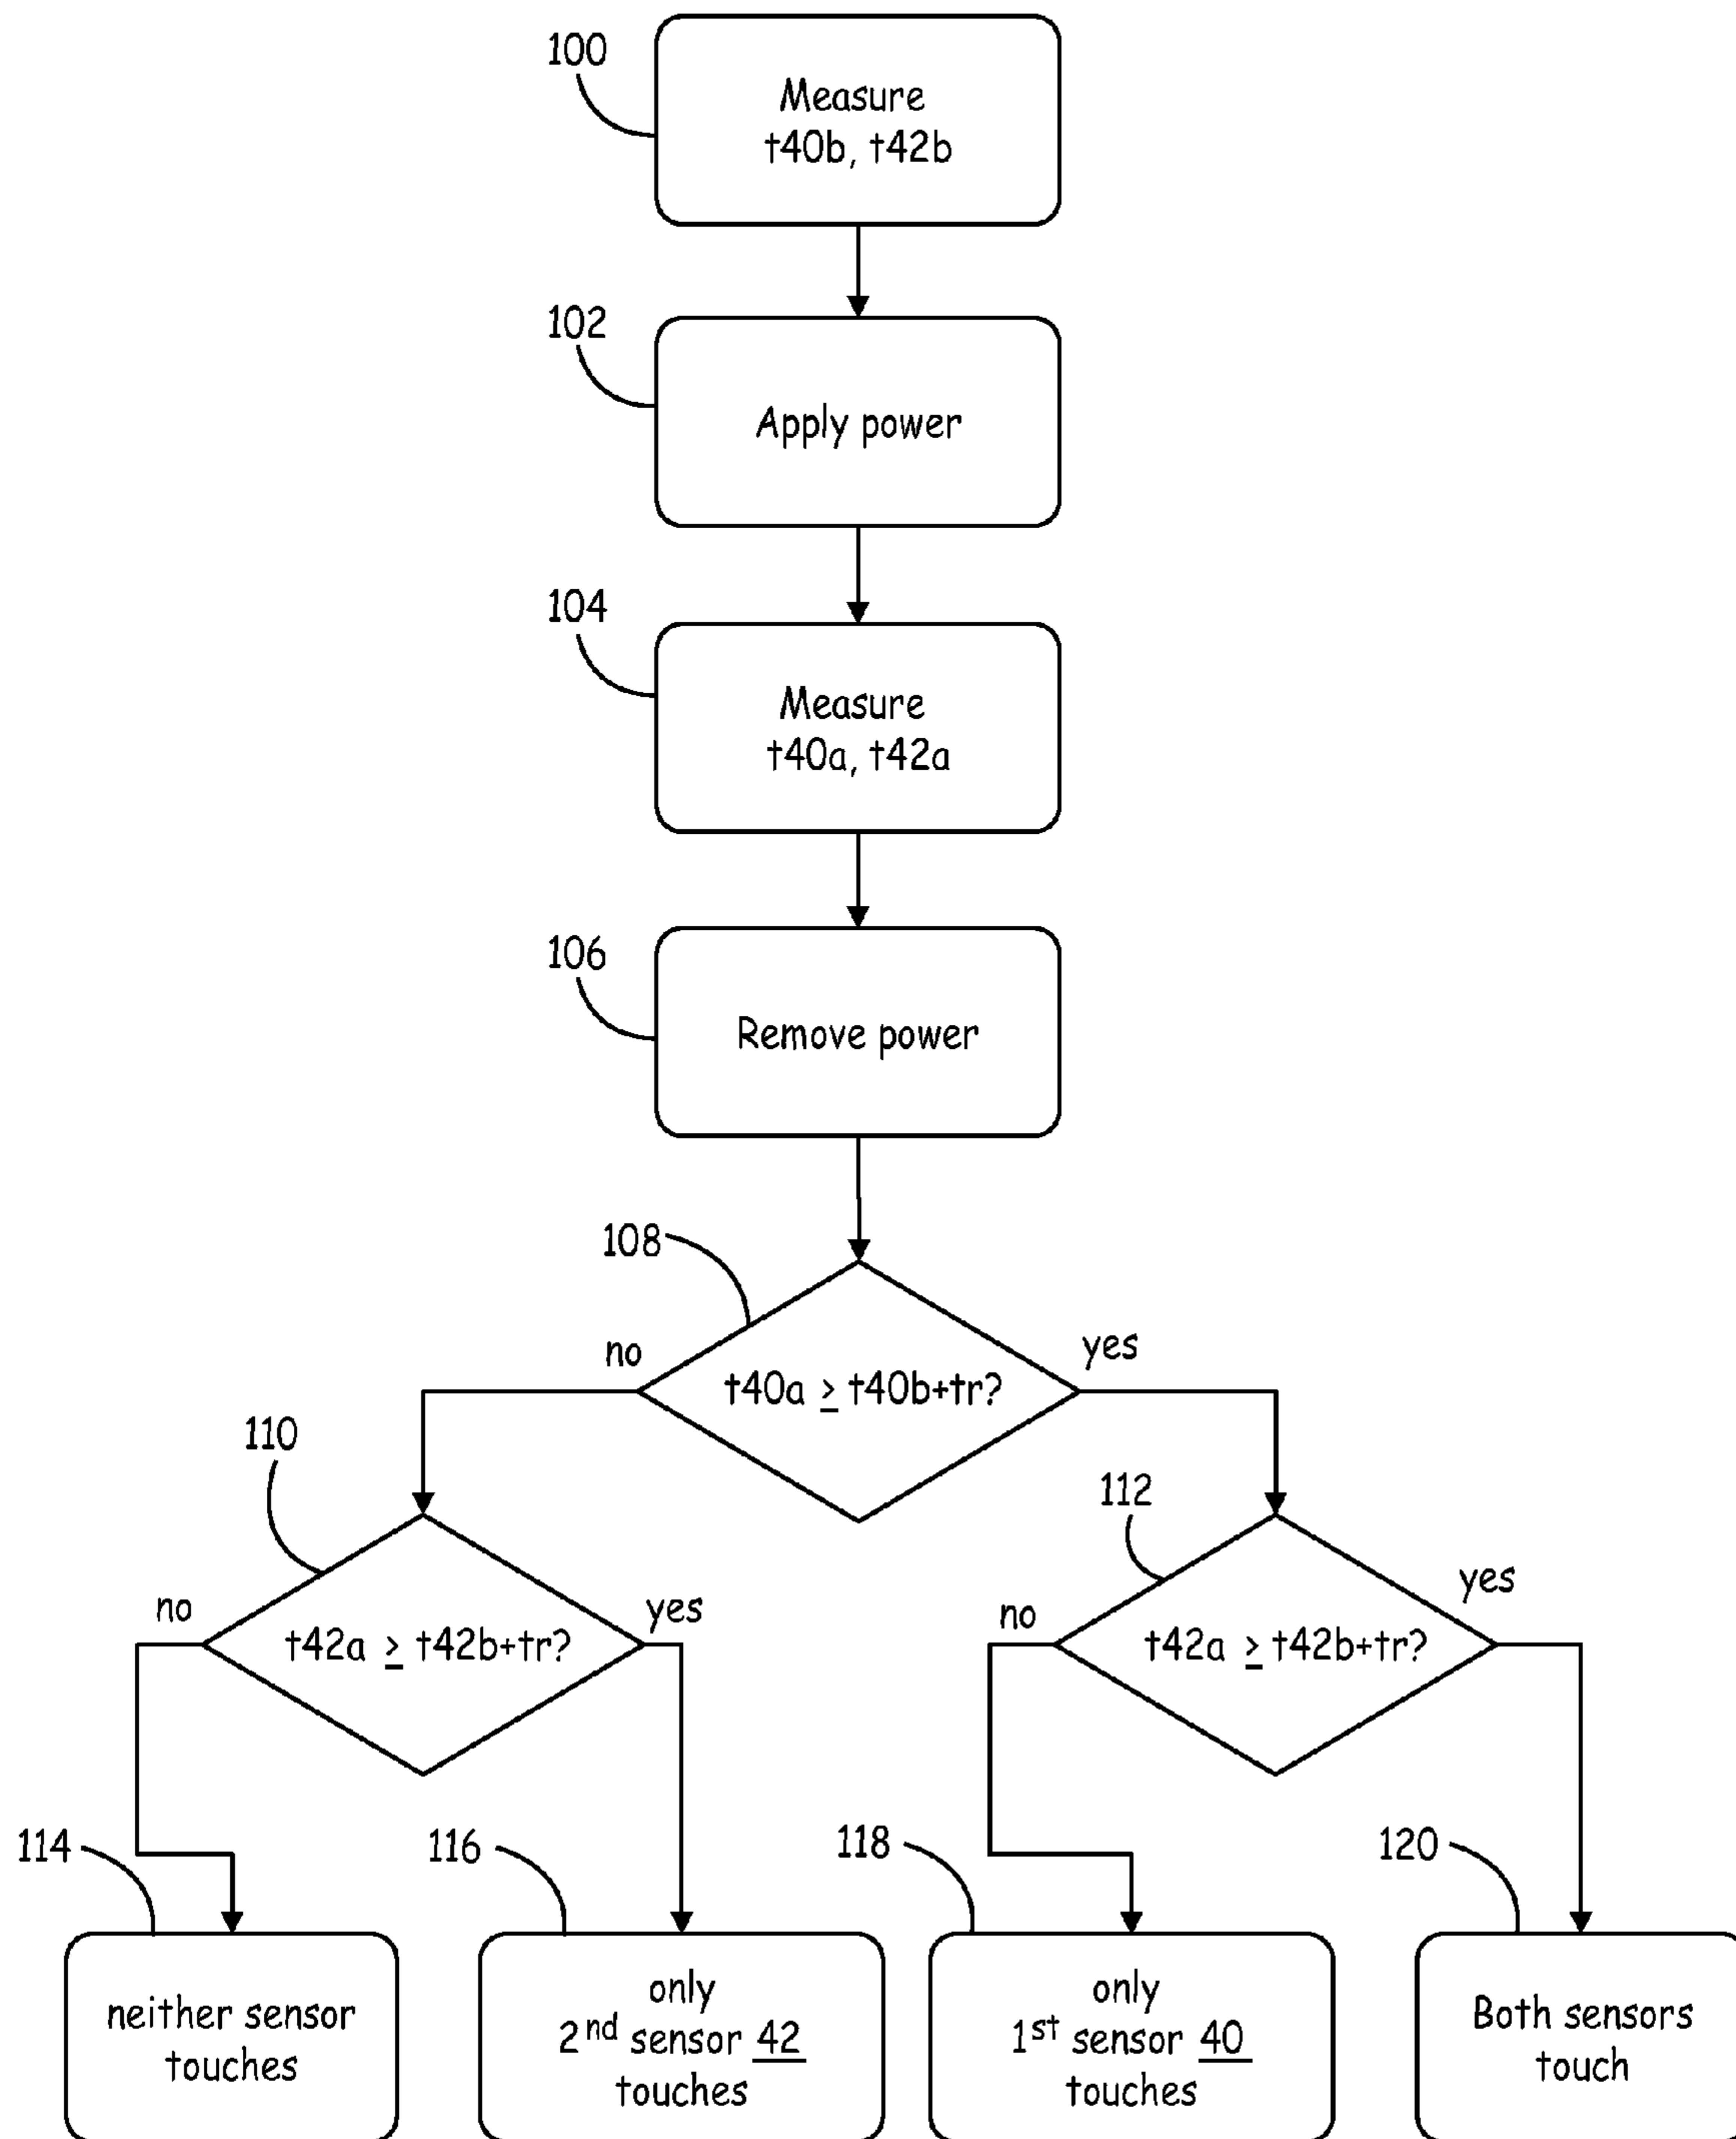 100
Measure
t40b, t42b
102
Apply power
104
Measure
t40a, t42a
106
Remove power
108
no
yes
t40a ≥ t40b+tr?
110
112
no
yes
no
yes
t42a ≥ t42b+tr?
t42a ≥ t42b+tr?
114
116
118
120
neither sensor
touches
only
2nd sensor 42
touches
only
1st sensor 40
touches
Both sensors
touch